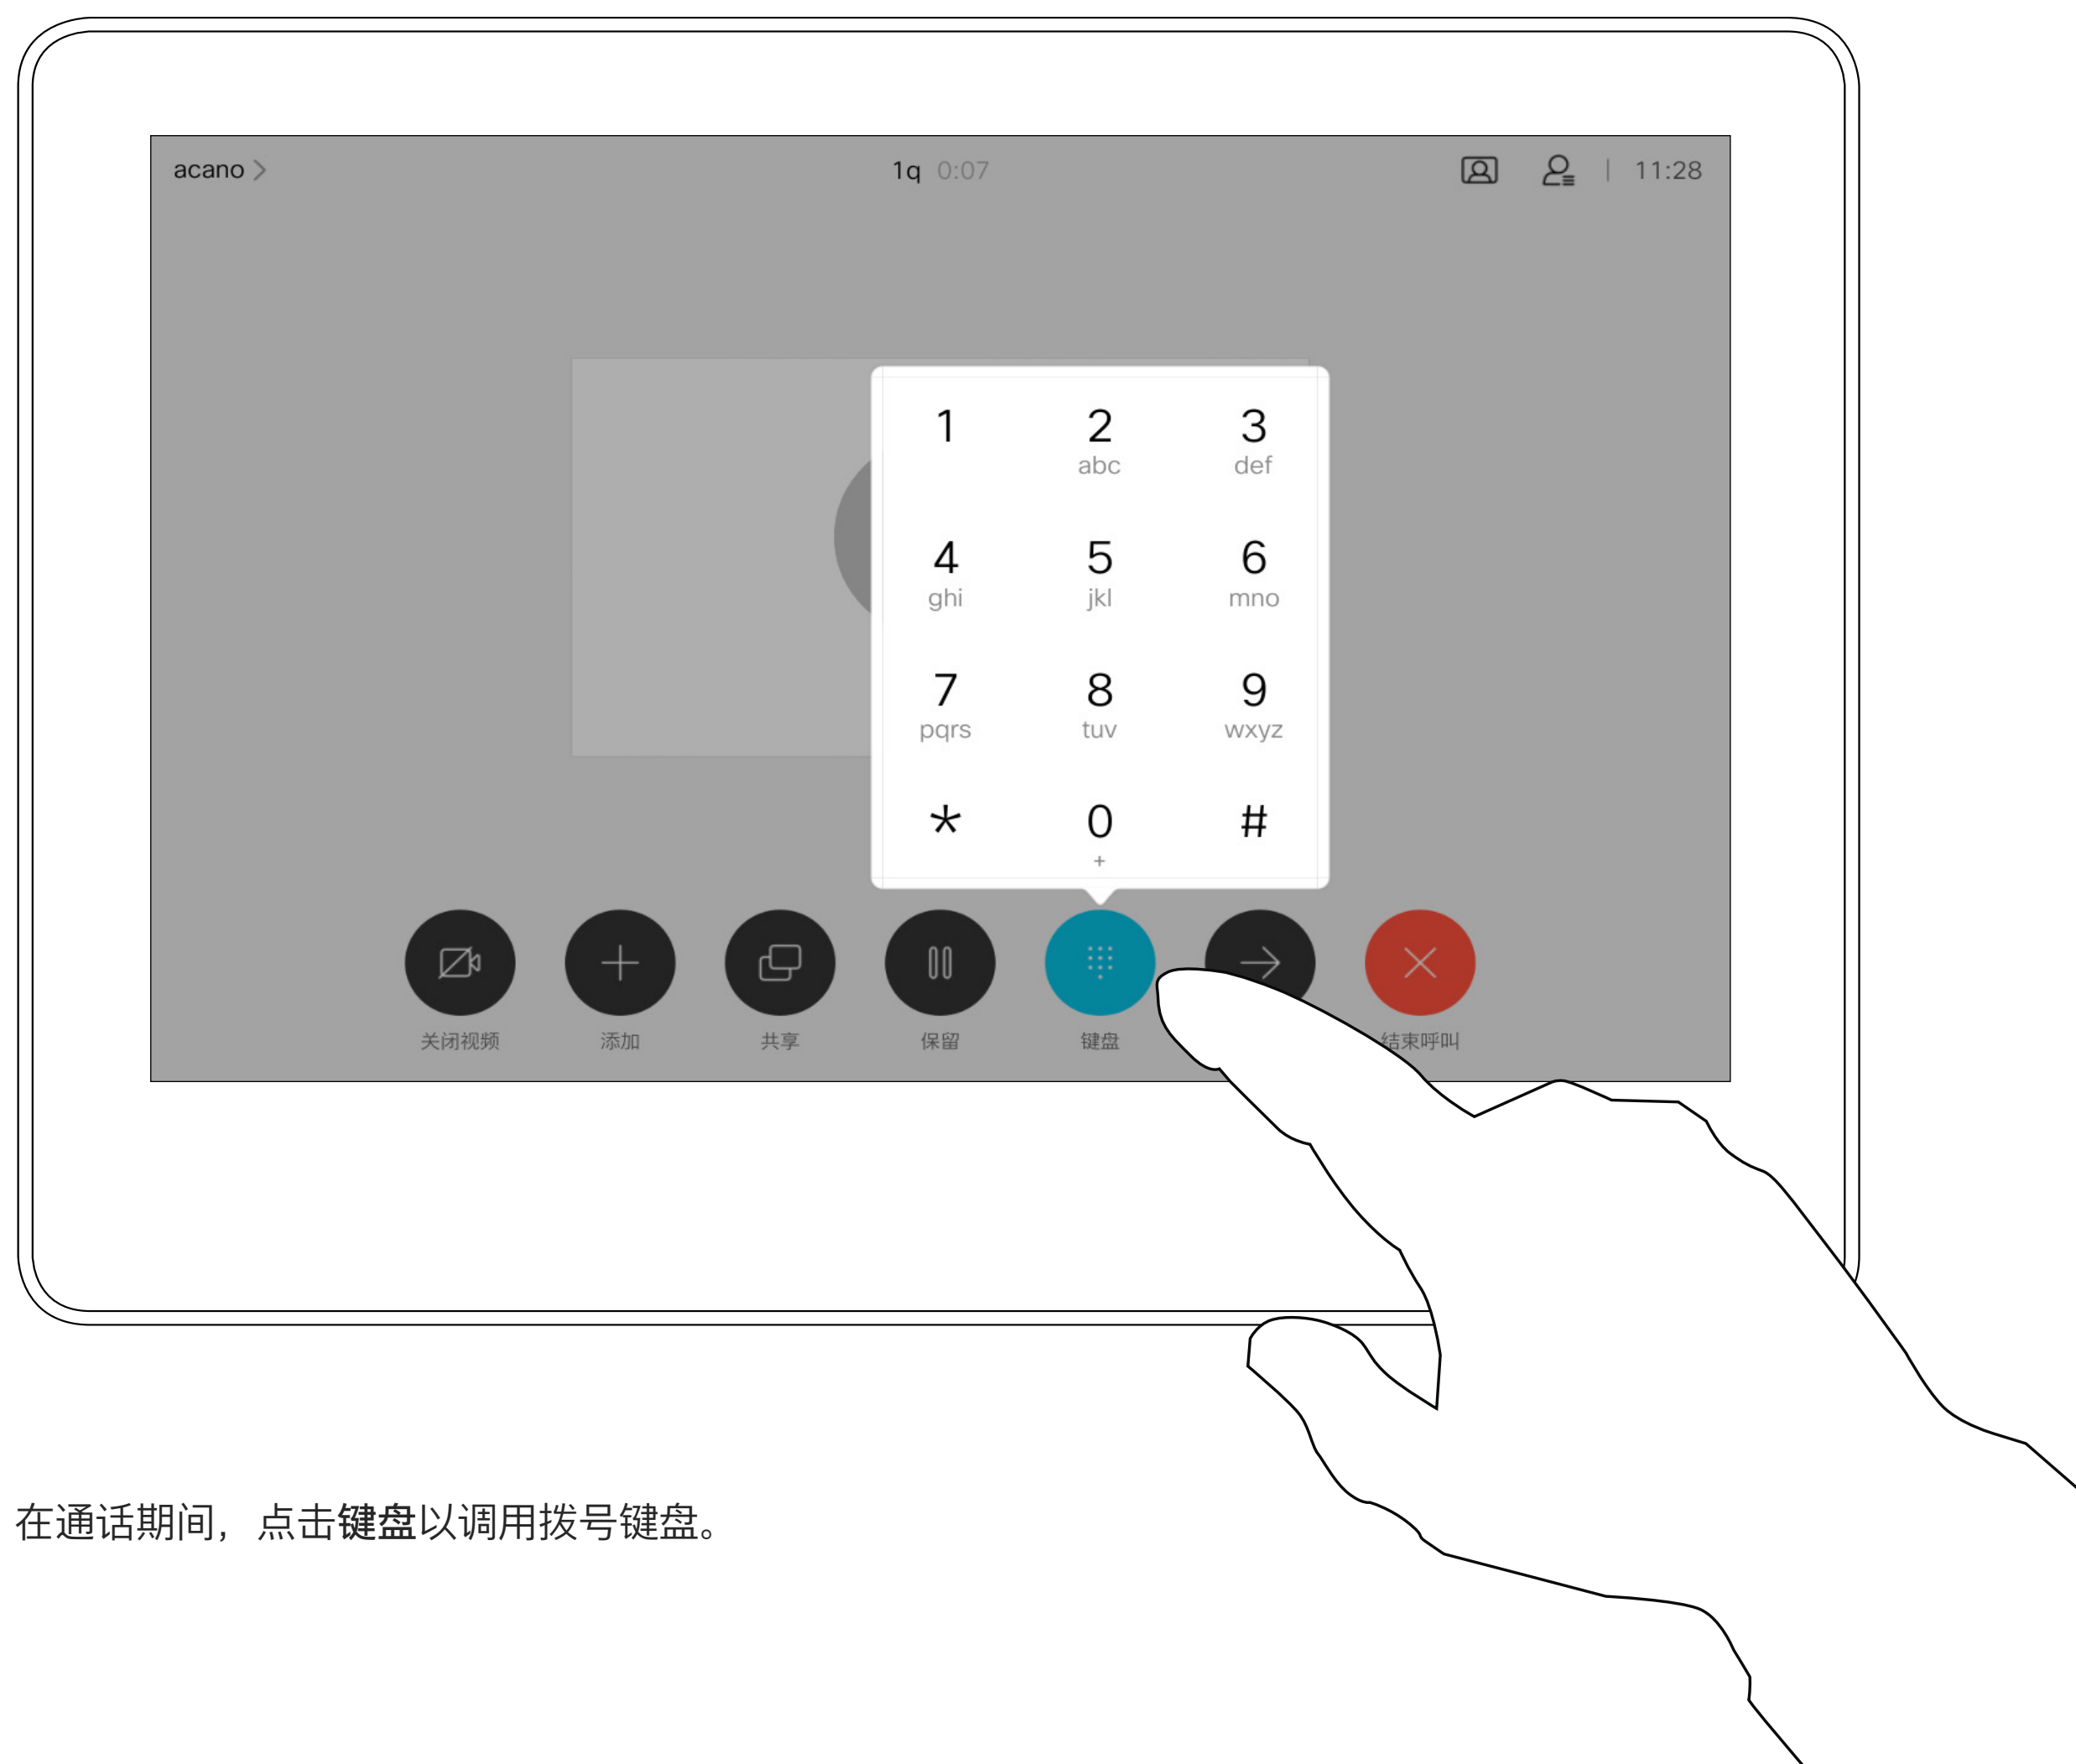 acano 1q 0:07 11:28
1 2 3
abc def
4 5 6
ghi jkl mno
7 8 9
pqrs tuv wxyz
* 0 #
+
关闭视频 添加 共享 保留 键盘 结束呼叫
在通话期间，点击键盘以调用拨号键盘。